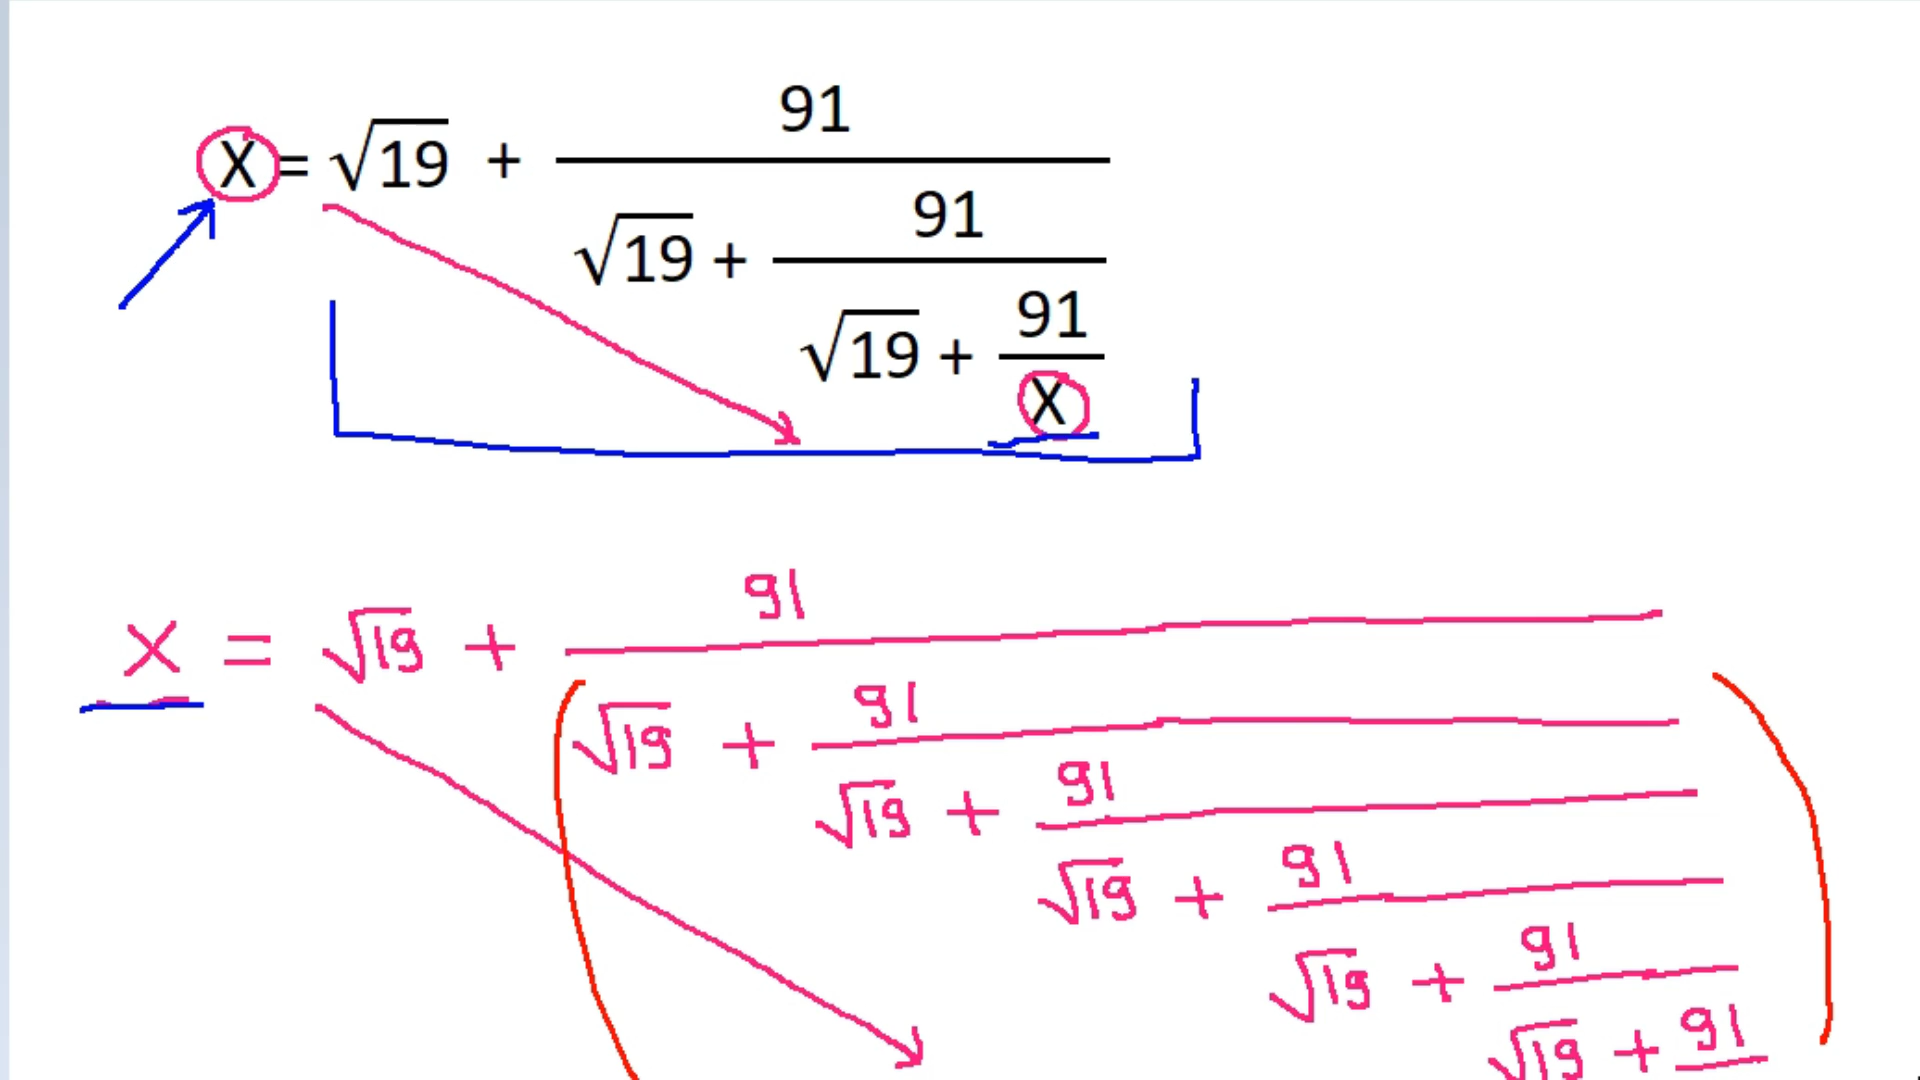 X = √19 + 91
√19 + 91
√19 + 91
X
x = √19 + 91
√19 + 91
√19 + 91
√19 + 91
√19 + 91
√19 + 91